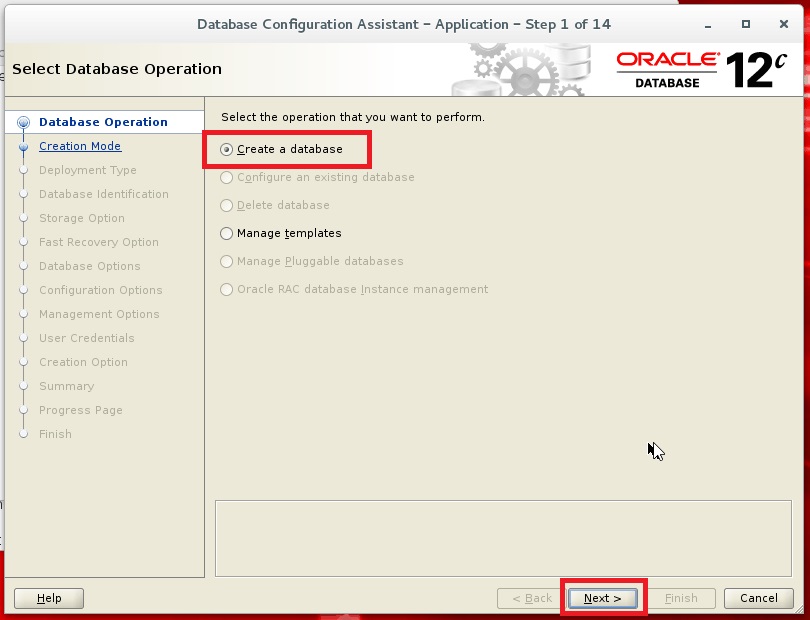 Database Configuration Assistant – Application – Step 1 of 14
Select Database Operation
ORACLE
DATABASE
12c
Database Operation
Creation Mode
Deployment Type
Database Identification
Storage Option
Fast Recovery Option
Database Options
Configuration Options
Management Options
User Credentials
Creation Option
Summary
Progress Page
Finish
Select the operation that you want to perform.
Create a database
Configure an existing database
Delete database
Manage templates
Manage Pluggable databases
Oracle RAC database Instance management
Help
< Back
Next >
Finish
Cancel